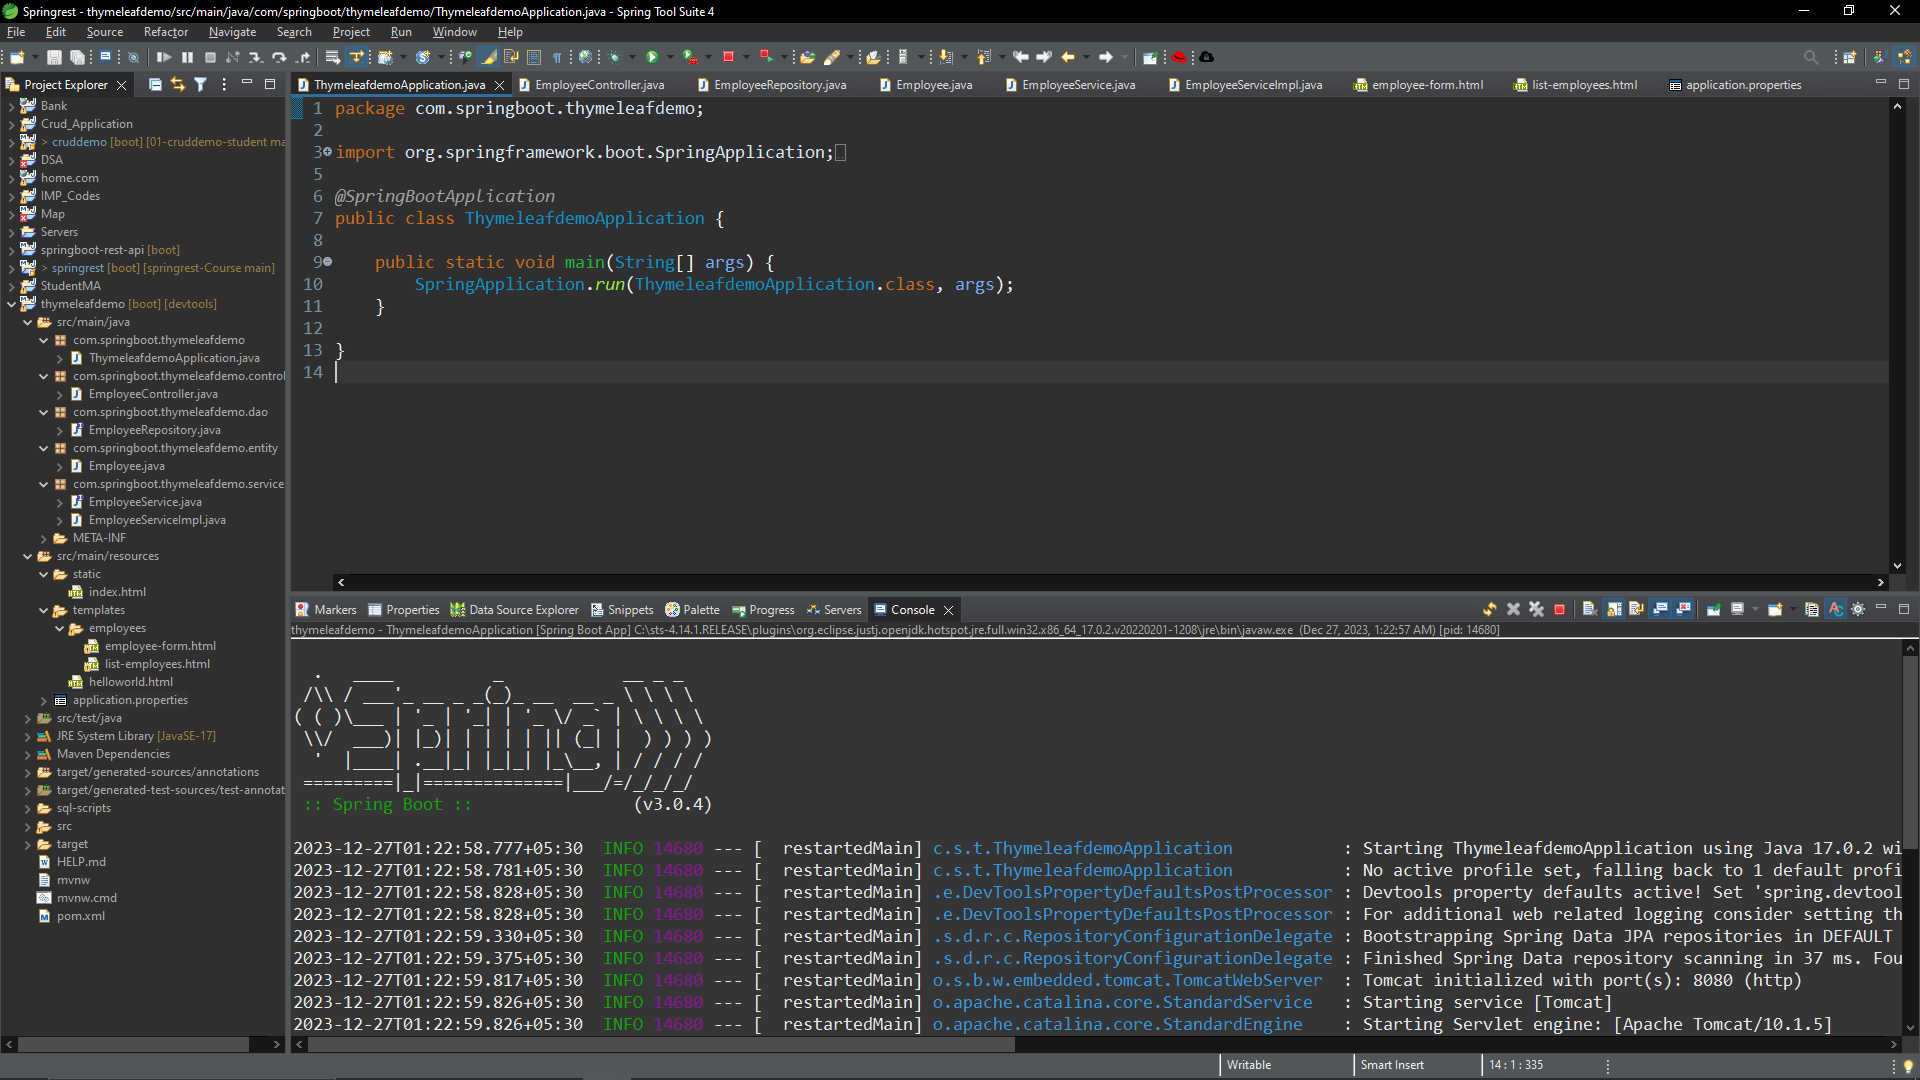 Springrest - thymeleafdemo/src/main/java/com/springboot/thymeleafdemo/ThymeleafdemoApplication.java - Spring Tool Suite 4
File Edit Source Refactor Navigate Search Project Run Window Help
Project Explorer
Bank
Crud_Application
> cruddemo [boot] [01-cruddemo-student ma
DSA
home.com
IMP_Codes
Map
Servers
springboot-rest-api [boot]
> springrest [boot] [springrest-Course main]
StudentMA
thymeleafdemo [boot] [devtools]
src/main/java
com.springboot.thymeleafdemo
ThymeleafdemoApplication.java
com.springboot.thymeleafdemo.control
EmployeeController.java
com.springboot.thymeleafdemo.dao
EmployeeRepository.java
com.springboot.thymeleafdemo.entity
Employee.java
com.springboot.thymeleafdemo.service
EmployeeService.java
EmployeeServiceImpl.java
META-INF
src/main/resources
static
index.html
templates
employees
employee-form.html
list-employees.html
helloworld.html
application.properties
src/test/java
JRE System Library [JavaSE-17]
Maven Dependencies
target/generated-sources/annotations
target/generated-test-sources/test-annotat
sql-scripts
src
target
HELP.md
mvnw
mvnw.cmd
pom.xml
ThymeleafdemoApplication.java EmployeeController.java EmployeeRepository.java Employee.java EmployeeService.java EmployeeServiceImpl.java employee-form.html list-employees.html application.properties
1 package com.springboot.thymeleafdemo;
2
3 import org.springframework.boot.SpringApplication;
5
6 @SpringBootApplication
7 public class ThymeleafdemoApplication {
8
9 public static void main(String[] args) {
10 SpringApplication.run(ThymeleafdemoApplication.class, args);
11 }
12
13 }
14
Markers Properties Data Source Explorer Snippets Palette Progress Servers Console
thymeleafdemo - ThymeleafdemoApplication [Spring Boot App] C:\sts-4.14.1.RELEASE\plugins\org.eclipse.justj.openjdk.hotspot.jre.full.win32.x86_64_17.0.2.v20220201-1208\jre\bin\javaw.exe (Dec 27, 2023, 1:22:57 AM) [pid: 14680]
  .   ____          _            __ _ _
 /\\ / ___'_ __ _ _(_)_ __  __ _ \ \ \ \
( ( )\___ | '_ | '_| | '_ \/ _` | \ \ \ \
 \\/  ___)| |_)| | | | | || (_| |  ) ) ) )
  '  |____| .__|_| |_|_| |_\__, | / / / /
 =========|_|==============|___/=/_/_/_/
:: Spring Boot :: (v3.0.4)
2023-12-27T01:22:58.777+05:30 INFO 14680 --- [ restartedMain] c.s.t.ThymeleafdemoApplication : Starting ThymeleafdemoApplication using Java 17.0.2 wi
2023-12-27T01:22:58.781+05:30 INFO 14680 --- [ restartedMain] c.s.t.ThymeleafdemoApplication : No active profile set, falling back to 1 default profi
2023-12-27T01:22:58.828+05:30 INFO 14680 --- [ restartedMain] .e.DevToolsPropertyDefaultsPostProcessor : Devtools property defaults active! Set 'spring.devtool
2023-12-27T01:22:58.828+05:30 INFO 14680 --- [ restartedMain] .e.DevToolsPropertyDefaultsPostProcessor : For additional web related logging consider setting th
2023-12-27T01:22:59.330+05:30 INFO 14680 --- [ restartedMain] .s.d.r.c.RepositoryConfigurationDelegate : Bootstrapping Spring Data JPA repositories in DEFAULT
2023-12-27T01:22:59.375+05:30 INFO 14680 --- [ restartedMain] .s.d.r.c.RepositoryConfigurationDelegate : Finished Spring Data repository scanning in 37 ms. Fou
2023-12-27T01:22:59.817+05:30 INFO 14680 --- [ restartedMain] o.s.b.w.embedded.tomcat.TomcatWebServer : Tomcat initialized with port(s): 8080 (http)
2023-12-27T01:22:59.826+05:30 INFO 14680 --- [ restartedMain] o.apache.catalina.core.StandardService : Starting service [Tomcat]
2023-12-27T01:22:59.826+05:30 INFO 14680 --- [ restartedMain] o.apache.catalina.core.StandardEngine : Starting Servlet engine: [Apache Tomcat/10.1.5]
Writable Smart Insert 14 : 1 : 335